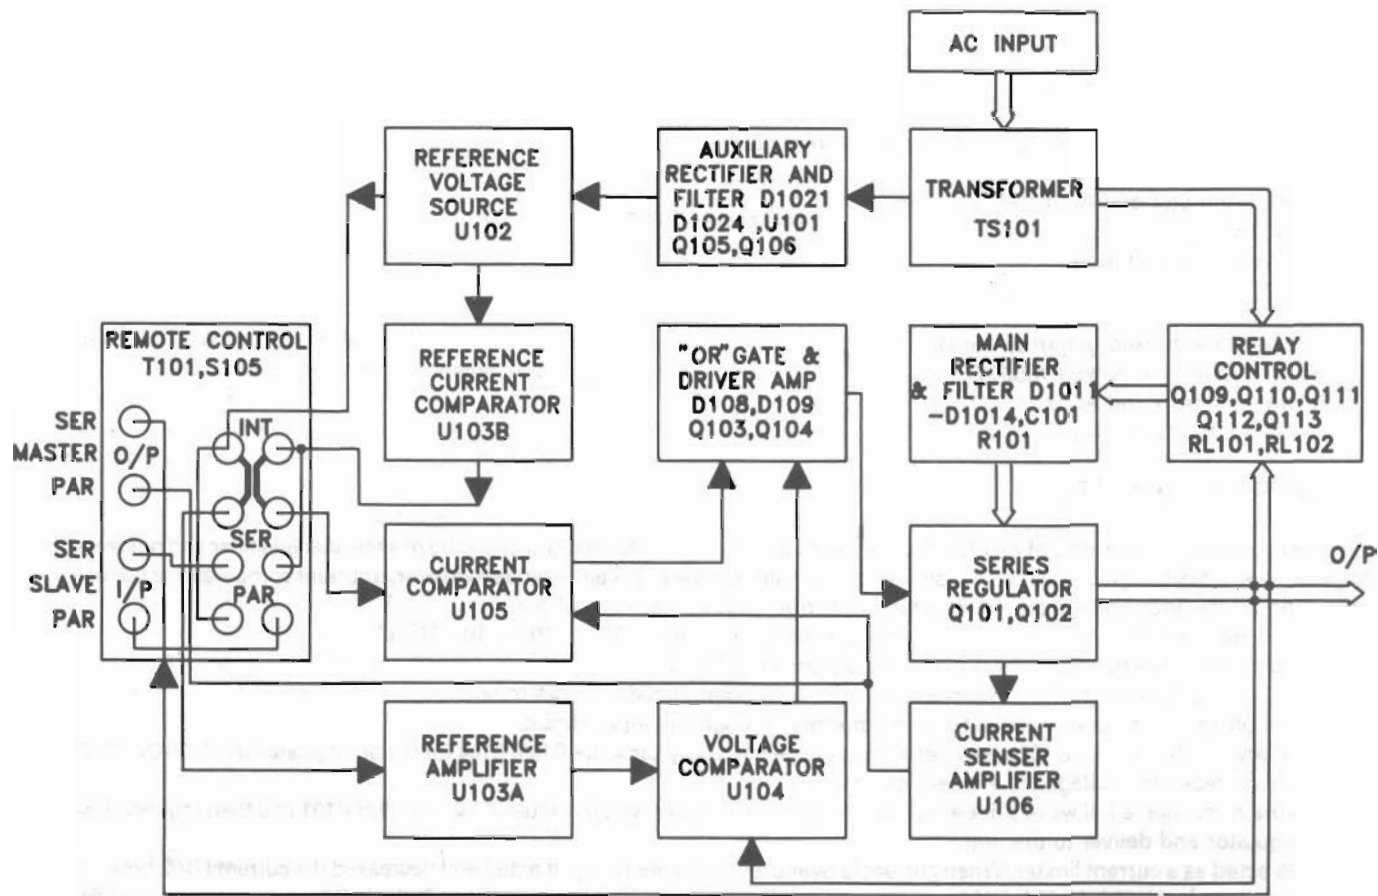 AC INPUT
REFERENCE
VOLTAGE
SOURCE
U102
AUXILIARY
RECTIFIER AND
FILTER D1021
D1024 ,U101
Q105,Q106
TRANSFORMER
TS101
REMOTE CONTROL
T101,S105
SER
MASTER O/P
PAR
SER
SLAVE I/P
PAR
INT
SER
PAR
REFERENCE
CURRENT
COMPARATOR
U103B
"OR"GATE &
DRIVER AMP
D108,D109
Q103,Q104
MAIN
RECTIFIER
& FILTER D1011
-D1014,C101
R101
RELAY
CONTROL
Q109,Q110,Q111
Q112,Q113
RL101,RL102
CURRENT
COMPARATOR
U105
SERIES
REGULATOR
Q101,Q102
O/P
REFERENCE
AMPLIFIER
U103A
VOLTAGE
COMPARATOR
U104
CURRENT
SENSER
AMPLIFIER
U106